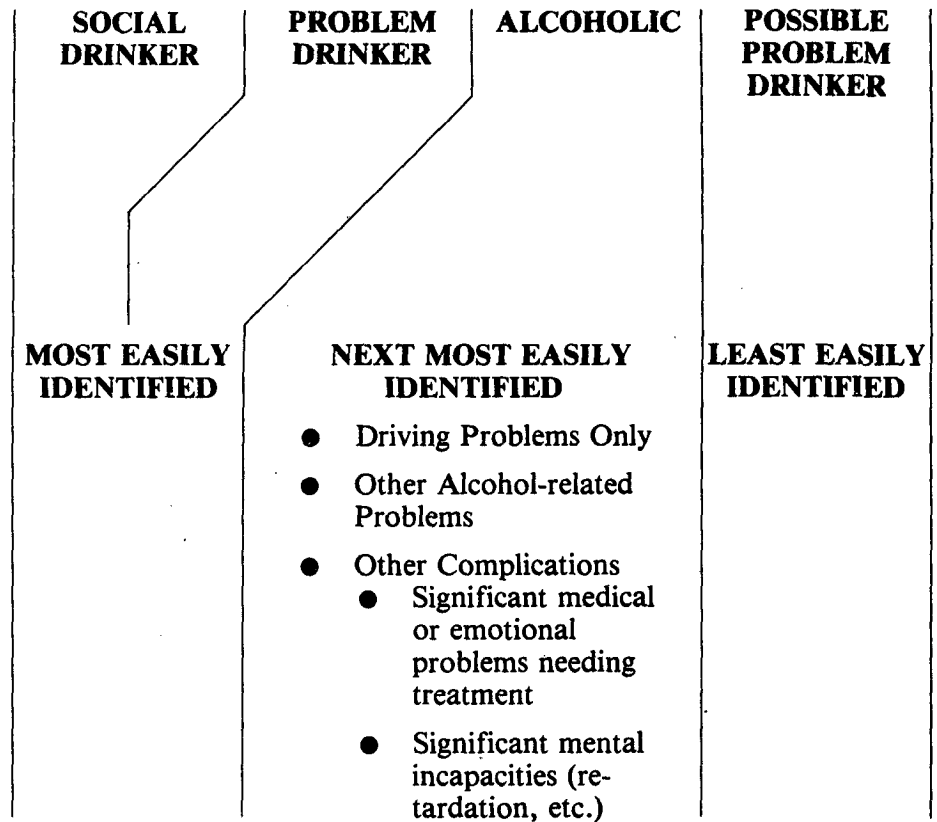 SOCIAL
DRINKER
PROBLEM
DRINKER
ALCOHOLIC
POSSIBLE
PROBLEM
DRINKER
MOST EASILY
IDENTIFIED
NEXT MOST EASILY
IDENTIFIED
● Driving Problems Only
● Other Alcohol-related
Problems
● Other Complications
● Significant medical
or emotional
problems needing
treatment
● Significant mental
incapacities (re-
tardation, etc.)
LEAST EASILY
IDENTIFIED